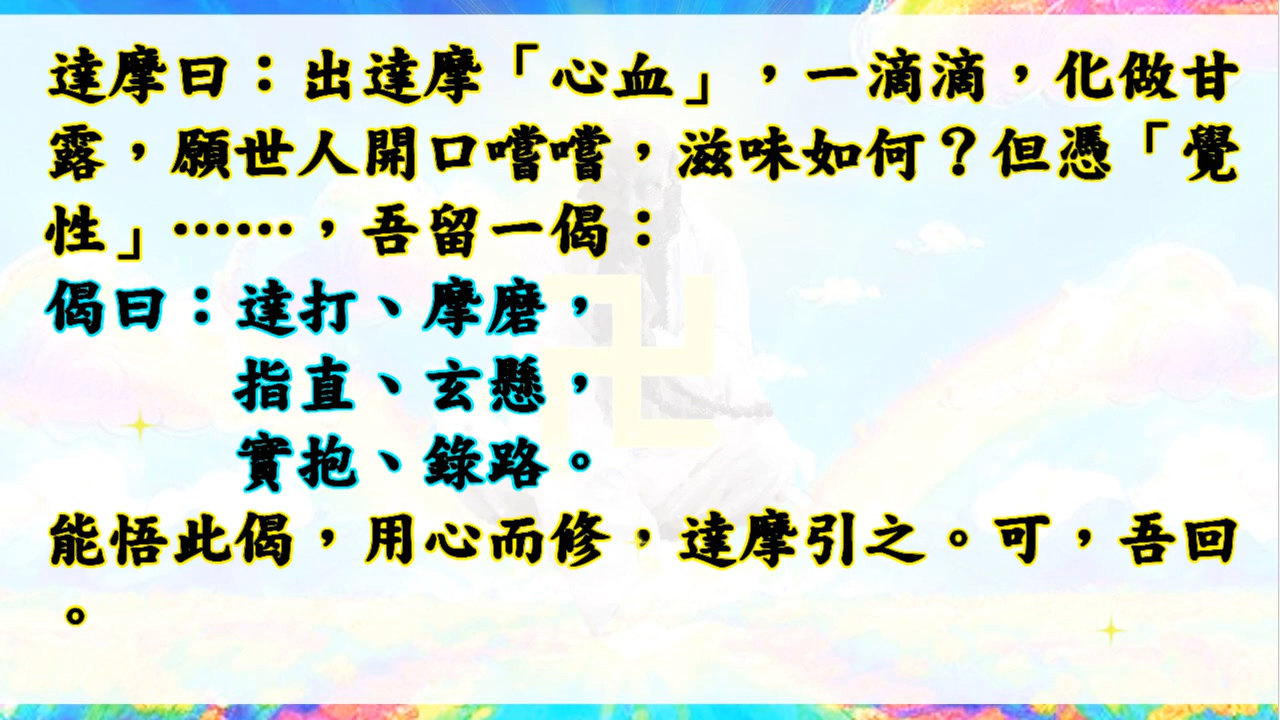 達摩曰：出達摩「心血」，一滴滴，化做甘
露，願世人開口嚐嚐，滋味如何？但憑「覺
性」……，吾留一偈：
偈曰：達打、摩磨，
指直、玄懸，
實抱、錄路。
能悟此偈，用心而修，達摩引之。可，吾回
。